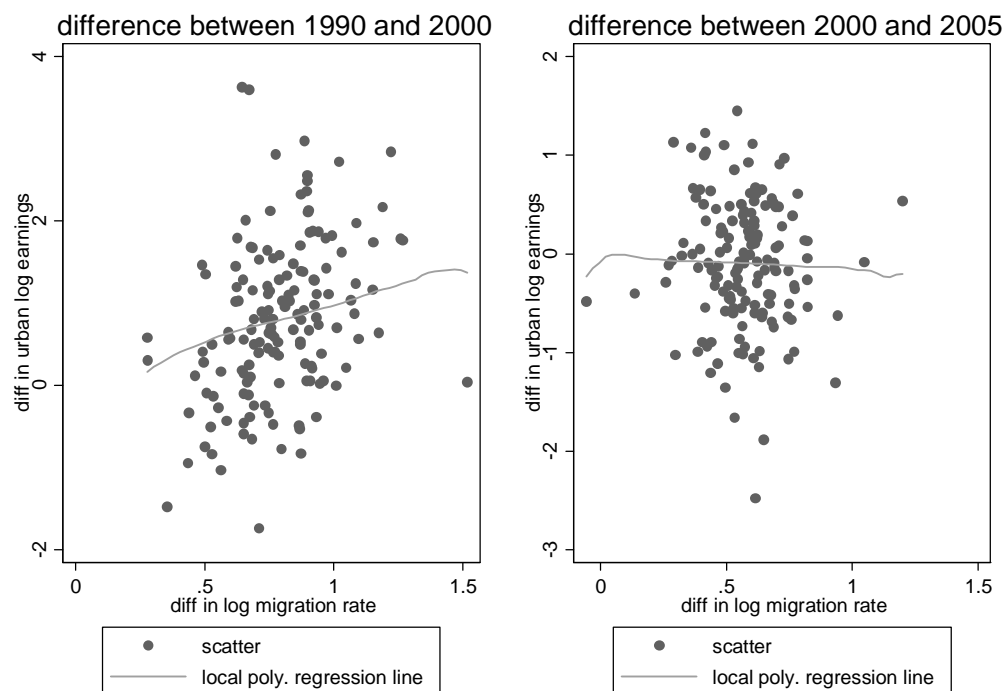 difference between 1990 and 2000
4
2
0
-2
diff in urban log earnings
0 .5 1 1.5
diff in log migration rate
scatter
local poly. regression line
difference between 2000 and 2005
2
1
0
-1
-2
-3
diff in urban log earnings
0 .5 1 1.5
diff in log migration rate
scatter
local poly. regression line